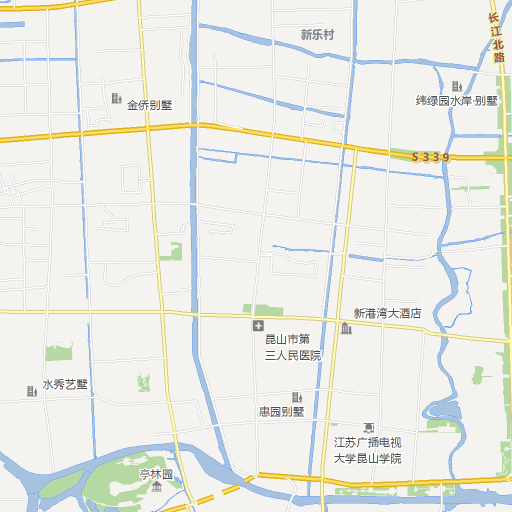 长江北路
新乐村
纬绿园水岸·别墅
金侨别墅
S339
新港湾大酒店
昆山市第
三人民医院
水秀艺墅
惠园别墅
江苏广播电视
大学昆山学院
亭林园